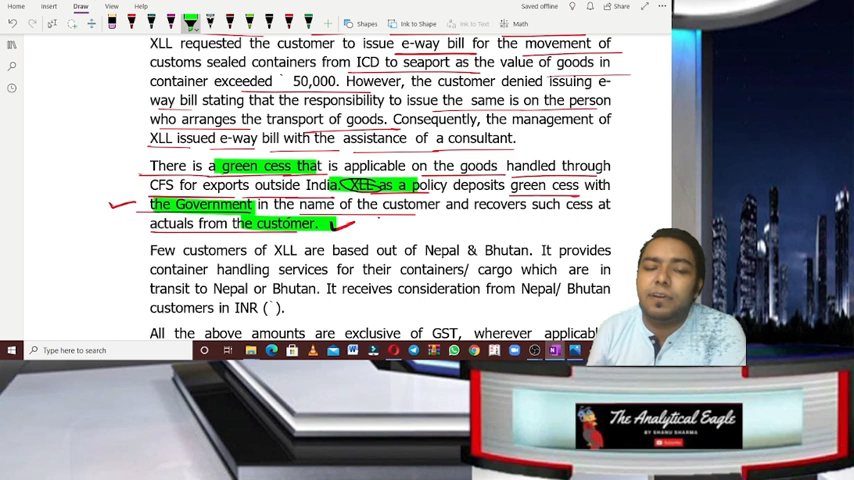 Home Insert Draw View Help
Saved offline
Share
Shapes Ink to Shape Ink to Text Math
XLL requested the customer to issue e-way bill for the movement of
customs sealed containers from ICD to seaport as the value of goods in
container exceeded ` 50,000. However, the customer denied issuing e-
way bill stating that the responsibility to issue the same is on the person
who arranges the transport of goods. Consequently, the management of
XLL issued e-way bill with the assistance of a consultant.
There is a green cess that is applicable on the goods handled through
CFS for exports outside India. XLL as a policy deposits green cess with
the Government in the name of the customer and recovers such cess at
actuals from the customer.
Few customers of XLL are based out of Nepal & Bhutan. It provides
container handling services for their containers/ cargo which are in
transit to Nepal or Bhutan. It receives consideration from Nepal/ Bhutan
customers in INR (`).
All the above amounts are exclusive of GST, wherever
Type here to search
The Analytical Eagle
BY SHANU SHARMA
Subscribe